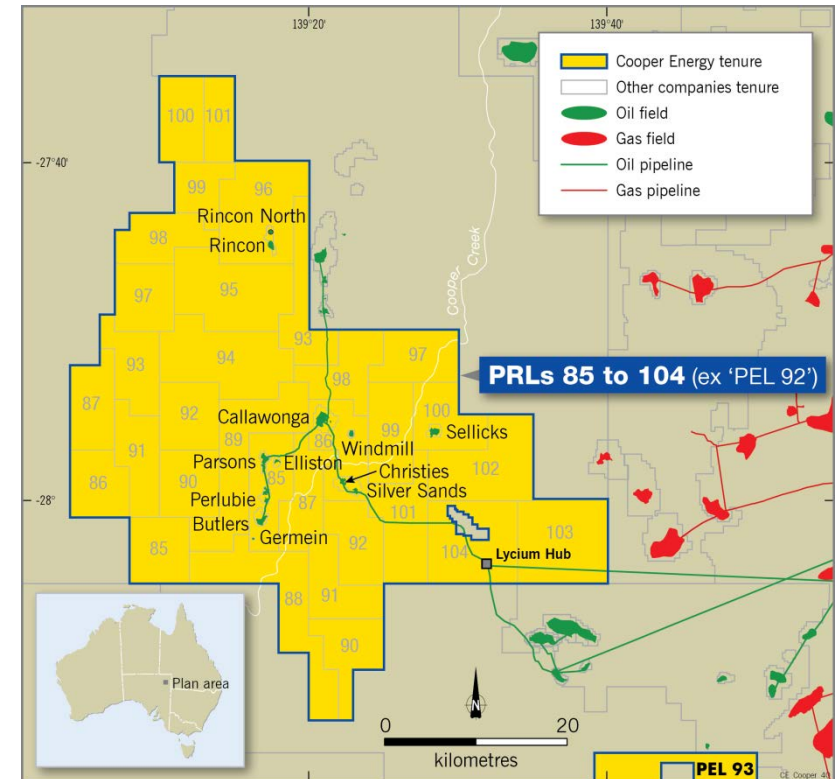 139°20'
139°40'
-27°40'
-28°
Cooper Energy tenure
Other companies tenure
Oil field
Gas field
Oil pipeline
Gas pipeline
100
101
99
96
Rincon North
Rincon
98
97
95
Cooper Creek
93
94
93
98
97
PRLs 85 to 104 (ex ‘PEL 92’)
87
92
89
Callawonga
86
99
100
Sellicks
Windmill
91
Parsons
Elliston
Christies
102
86
90
85
Perlubie
Silver Sands
87
101
Butlers
Germein
85
92
104
103
Lycium Hub
88
91
90
Plan area
N
0
20
kilometres
PEL 93
CE Cooper